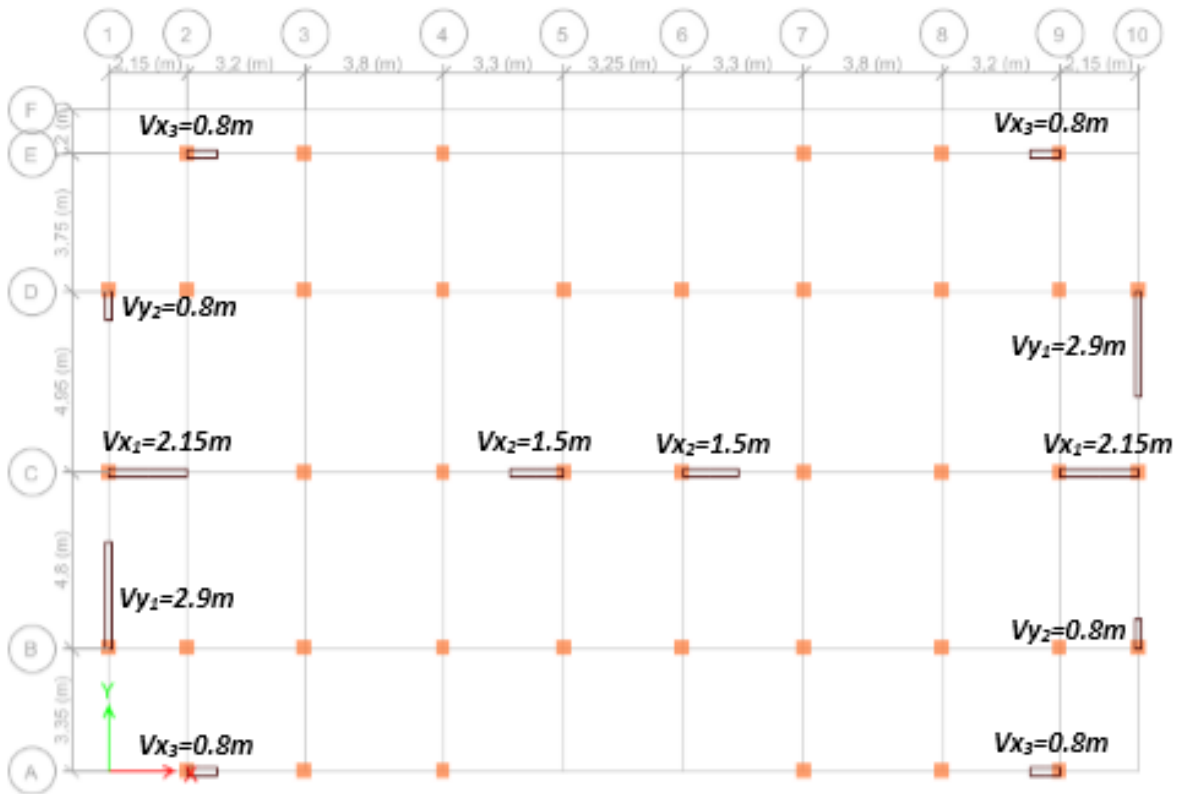 1 2 3 4 5 6 7 8 9 10
2,15 (m) 3,2 (m) 3,8 (m) 3,3 (m) 3,25 (m) 3,3 (m) 3,8 (m) 3,2 (m) 2,15 (m)
F
Vx3=0.8m Vx3=0.8m
E
3,75 (m)
D
Vy2=0.8m
Vy1=2.9m
4,95 (m)
Vx1=2.15m Vx2=1.5m Vx2=1.5m Vx1=2.15m
C
4,8 (m)
Vy1=2.9m
Vy2=0.8m
B
Y
3,35 (m)
Vx3=0.8m Vx3=0.8m
A X